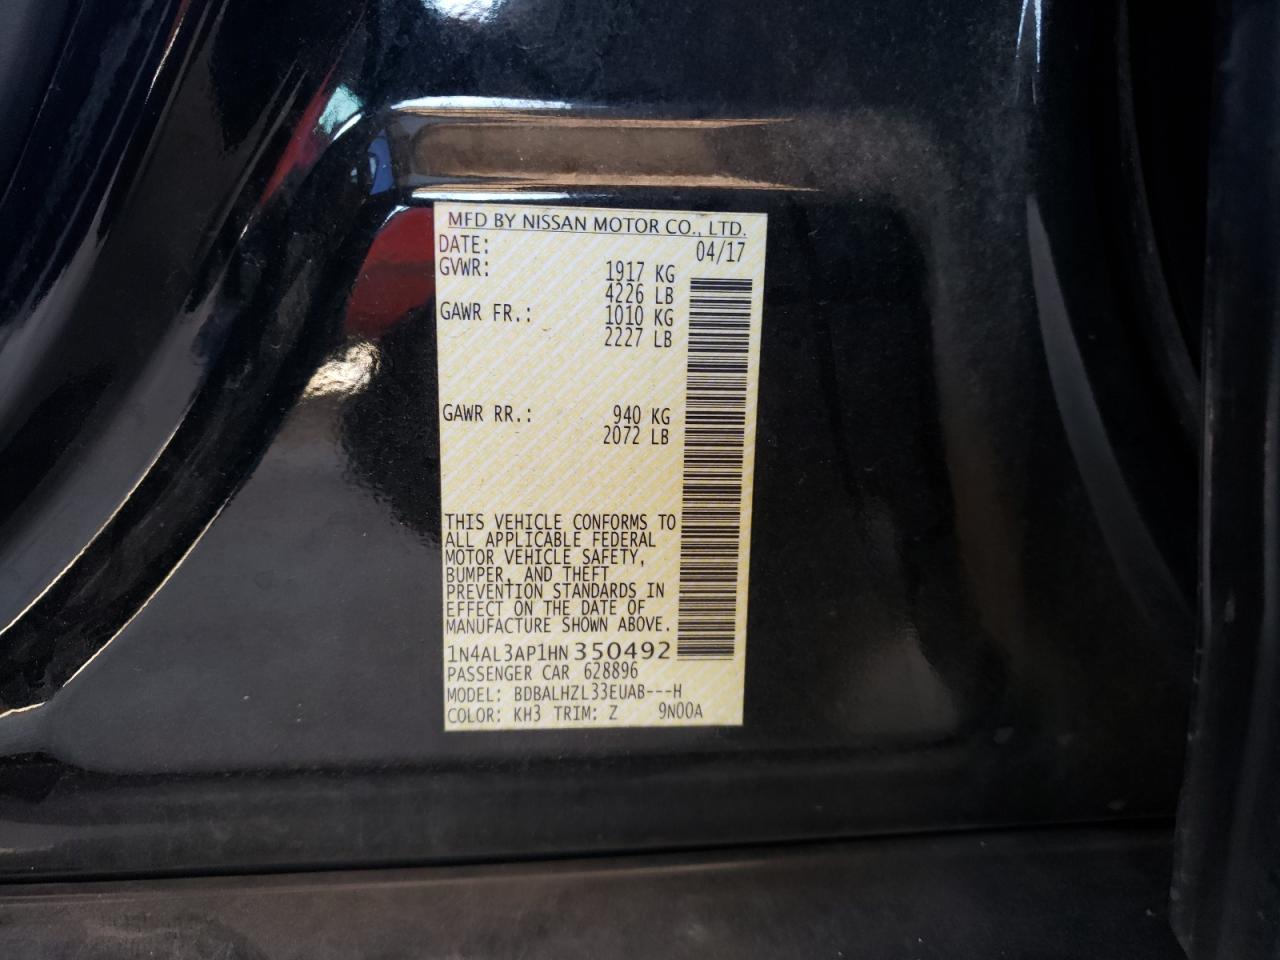 MFD BY NISSAN MOTOR CO., LTD.
DATE: 04/17
GVWR: 1917 KG
4226 LB
GAWR FR.: 1010 KG
2227 LB
GAWR RR.: 940 KG
2072 LB
THIS VEHICLE CONFORMS TO
ALL APPLICABLE FEDERAL
MOTOR VEHICLE SAFETY,
BUMPER, AND THEFT
PREVENTION STANDARDS IN
EFFECT ON THE DATE OF
MANUFACTURE SHOWN ABOVE.
1N4AL3AP1HN350492
PASSENGER CAR 628896
MODEL: BDBALHZL33EUAB---H
COLOR: KH3 TRIM: Z 9N00A